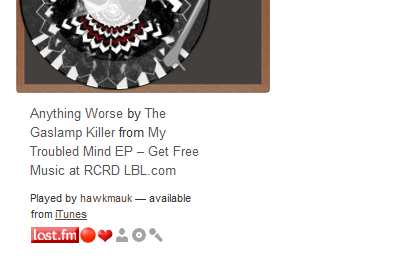 Anything Worse by The
Gaslamp Killer from My
Troubled Mind EP – Get Free
Music at RCRD LBL.com
Played by hawkmauk — available
from iTunes
last.fm